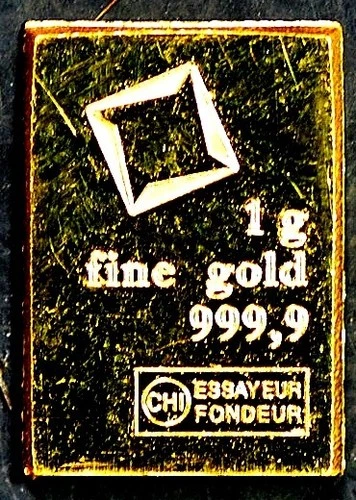 1 g
fine gold
999,9
CHI ESSAYEUR
FONDEUR